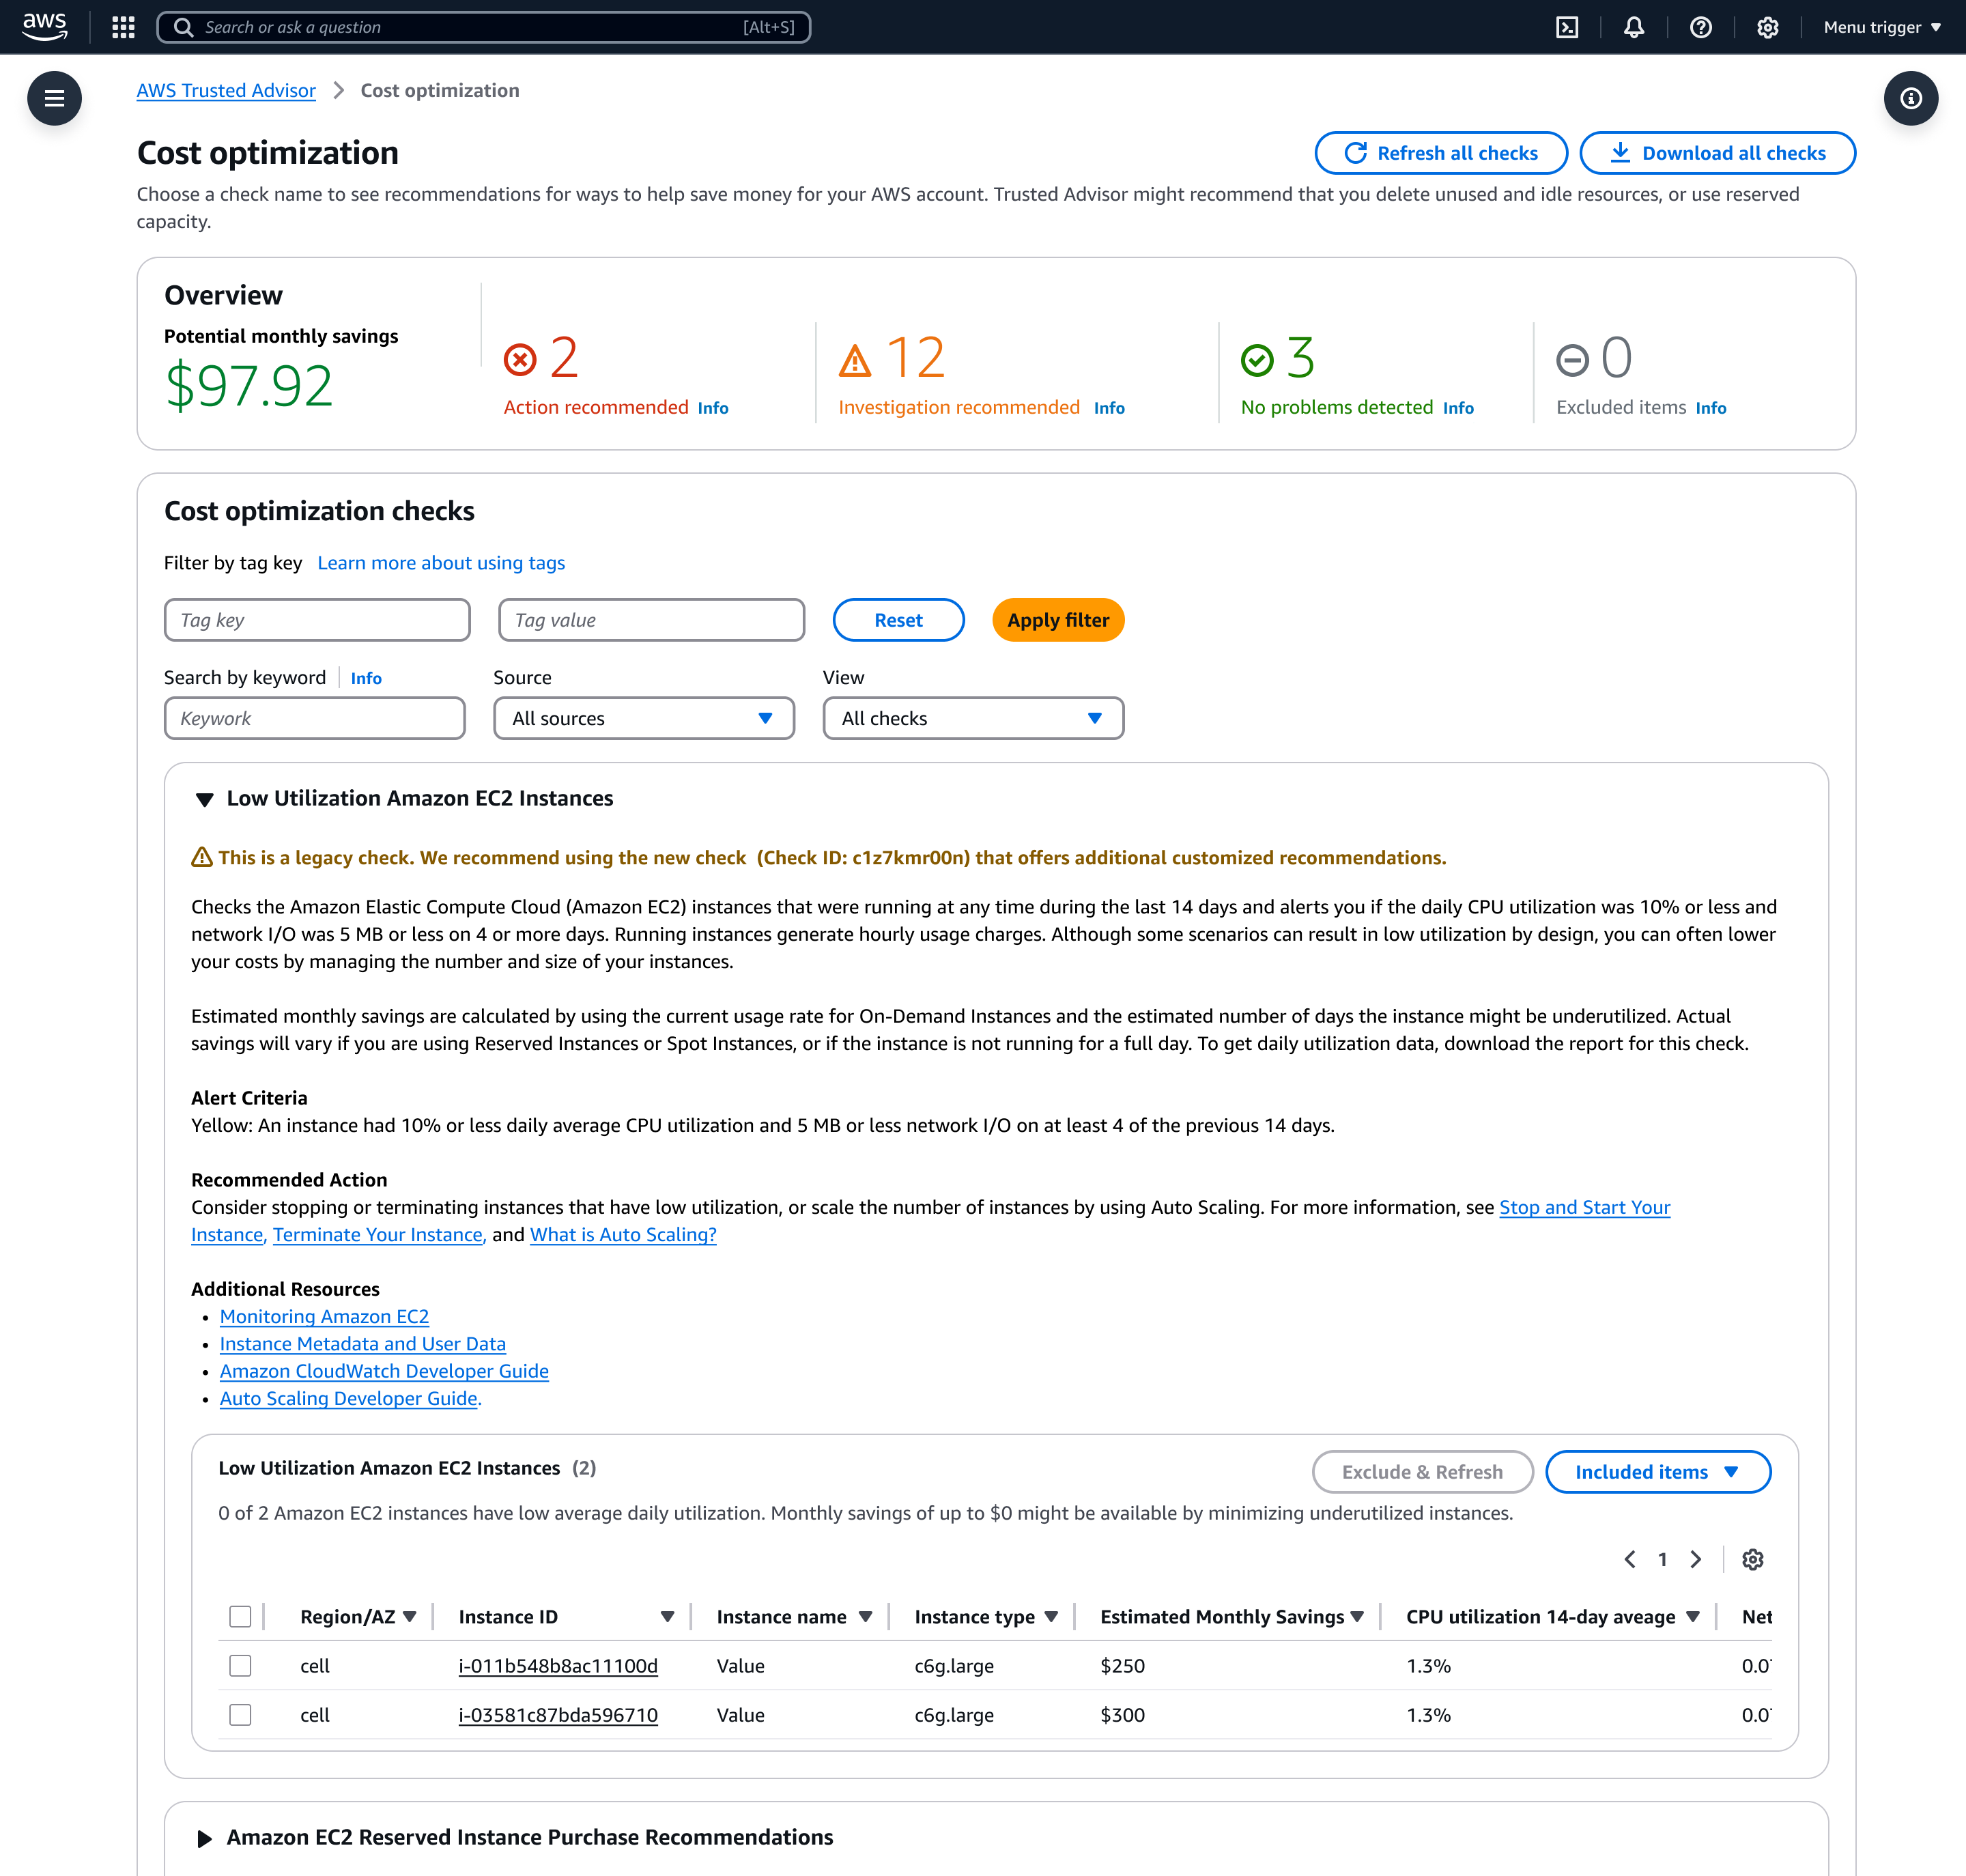 aws
Search or ask a question [Alt+S]
Menu trigger
AWS Trusted Advisor Cost optimization
Cost optimization
Refresh all checks
Download all checks
Choose a check name to see recommendations for ways to help save money for your AWS account. Trusted Advisor might recommend that you delete unused and idle resources, or use reserved
capacity.
Overview
Potential monthly savings
$97.92
2
Action recommended Info
12
Investigation recommended Info
3
No problems detected Info
0
Excluded items Info
Cost optimization checks
Filter by tag key Learn more about using tags
Tag key
Tag value
Reset
Apply filter
Search by keyword Info
Source
View
Keywork
All sources
All checks
Low Utilization Amazon EC2 Instances
This is a legacy check. We recommend using the new check (Check ID: c1z7kmr00n) that offers additional customized recommendations.
Checks the Amazon Elastic Compute Cloud (Amazon EC2) instances that were running at any time during the last 14 days and alerts you if the daily CPU utilization was 10% or less and
network I/O was 5 MB or less on 4 or more days. Running instances generate hourly usage charges. Although some scenarios can result in low utilization by design, you can often lower
your costs by managing the number and size of your instances.
Estimated monthly savings are calculated by using the current usage rate for On-Demand Instances and the estimated number of days the instance might be underutilized. Actual
savings will vary if you are using Reserved Instances or Spot Instances, or if the instance is not running for a full day. To get daily utilization data, download the report for this check.
Alert Criteria
Yellow: An instance had 10% or less daily average CPU utilization and 5 MB or less network I/O on at least 4 of the previous 14 days.
Recommended Action
Consider stopping or terminating instances that have low utilization, or scale the number of instances by using Auto Scaling. For more information, see Stop and Start Your
Instance, Terminate Your Instance, and What is Auto Scaling?
Additional Resources
• Monitoring Amazon EC2
• Instance Metadata and User Data
• Amazon CloudWatch Developer Guide
• Auto Scaling Developer Guide.
Low Utilization Amazon EC2 Instances (2)
Exclude & Refresh
Included items
0 of 2 Amazon EC2 instances have low average daily utilization. Monthly savings of up to $0 might be available by minimizing underutilized instances.
1
Region/AZ Instance ID Instance name Instance type Estimated Monthly Savings CPU utilization 14-day aveage Net
cell i-011b548b8ac11100d Value c6g.large $250 1.3% 0.0
cell i-03581c87bda596710 Value c6g.large $300 1.3% 0.0
Amazon EC2 Reserved Instance Purchase Recommendations